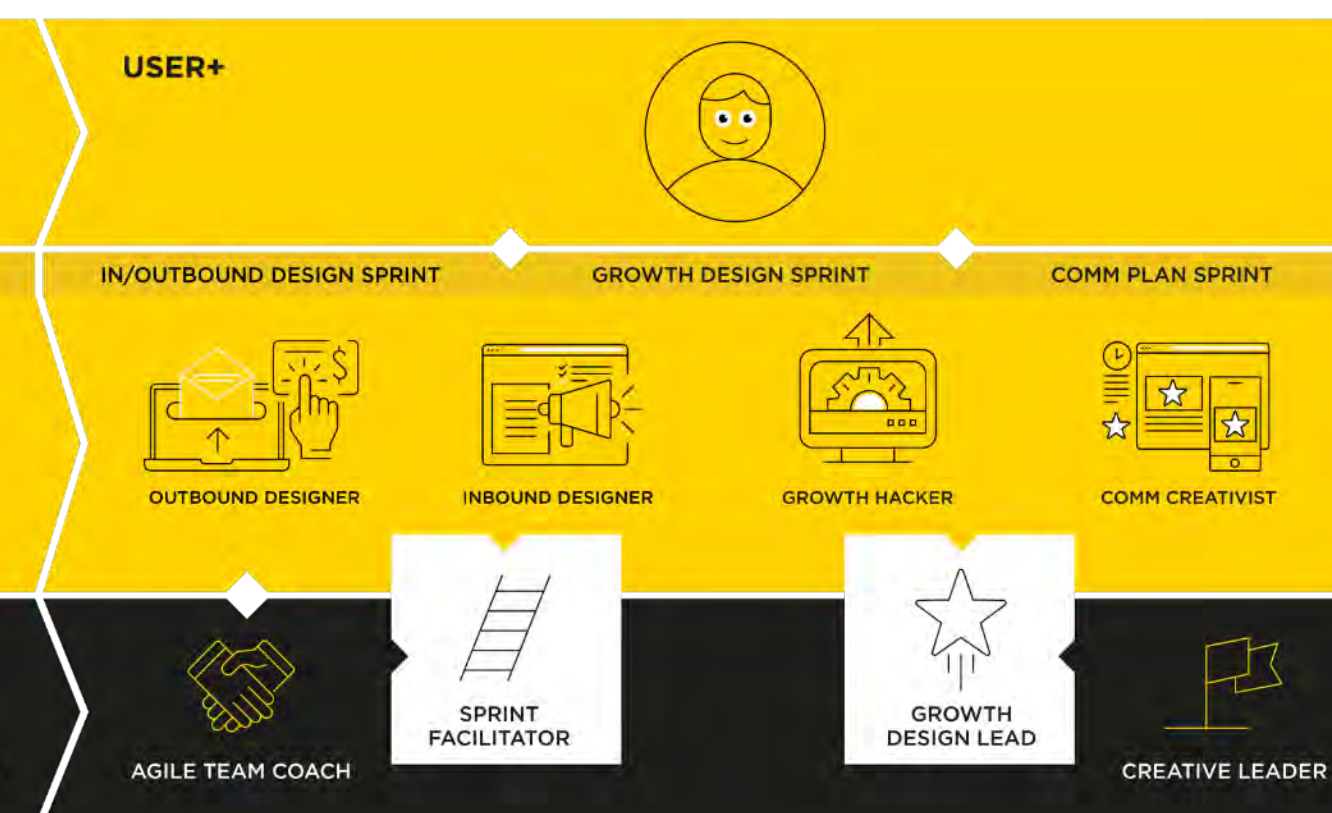 USER+
IN/OUTBOUND DESIGN SPRINT
GROWTH DESIGN SPRINT
COMM PLAN SPRINT
$
OUTBOUND DESIGNER
INBOUND DESIGNER
GROWTH HACKER
COMM CREATIVIST
SPRINT
FACILITATOR
GROWTH
DESIGN LEAD
AGILE TEAM COACH
CREATIVE LEADER